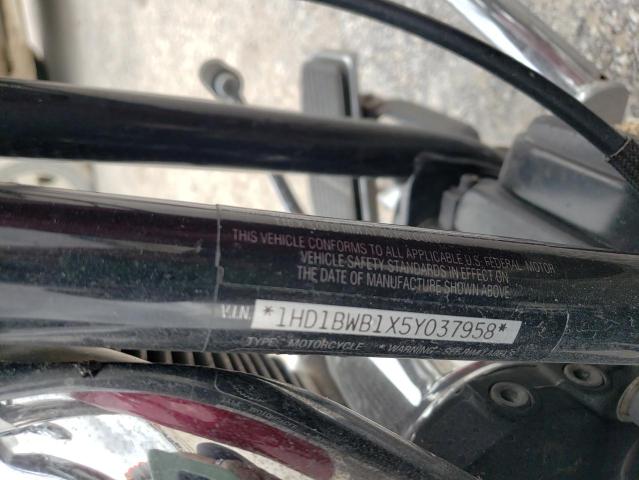 THIS VEHICLE CONFORMS TO ALL APPLICABLE U.S. FEDERAL MOTOR
VEHICLE SAFETY STANDARDS IN EFFECT ON
THE DATE OF MANUFACTURE SHOWN ABOVE
V.I.N. *1HD1BWB1X5Y037958*
TYPE: MOTORCYCLE *WARNING-